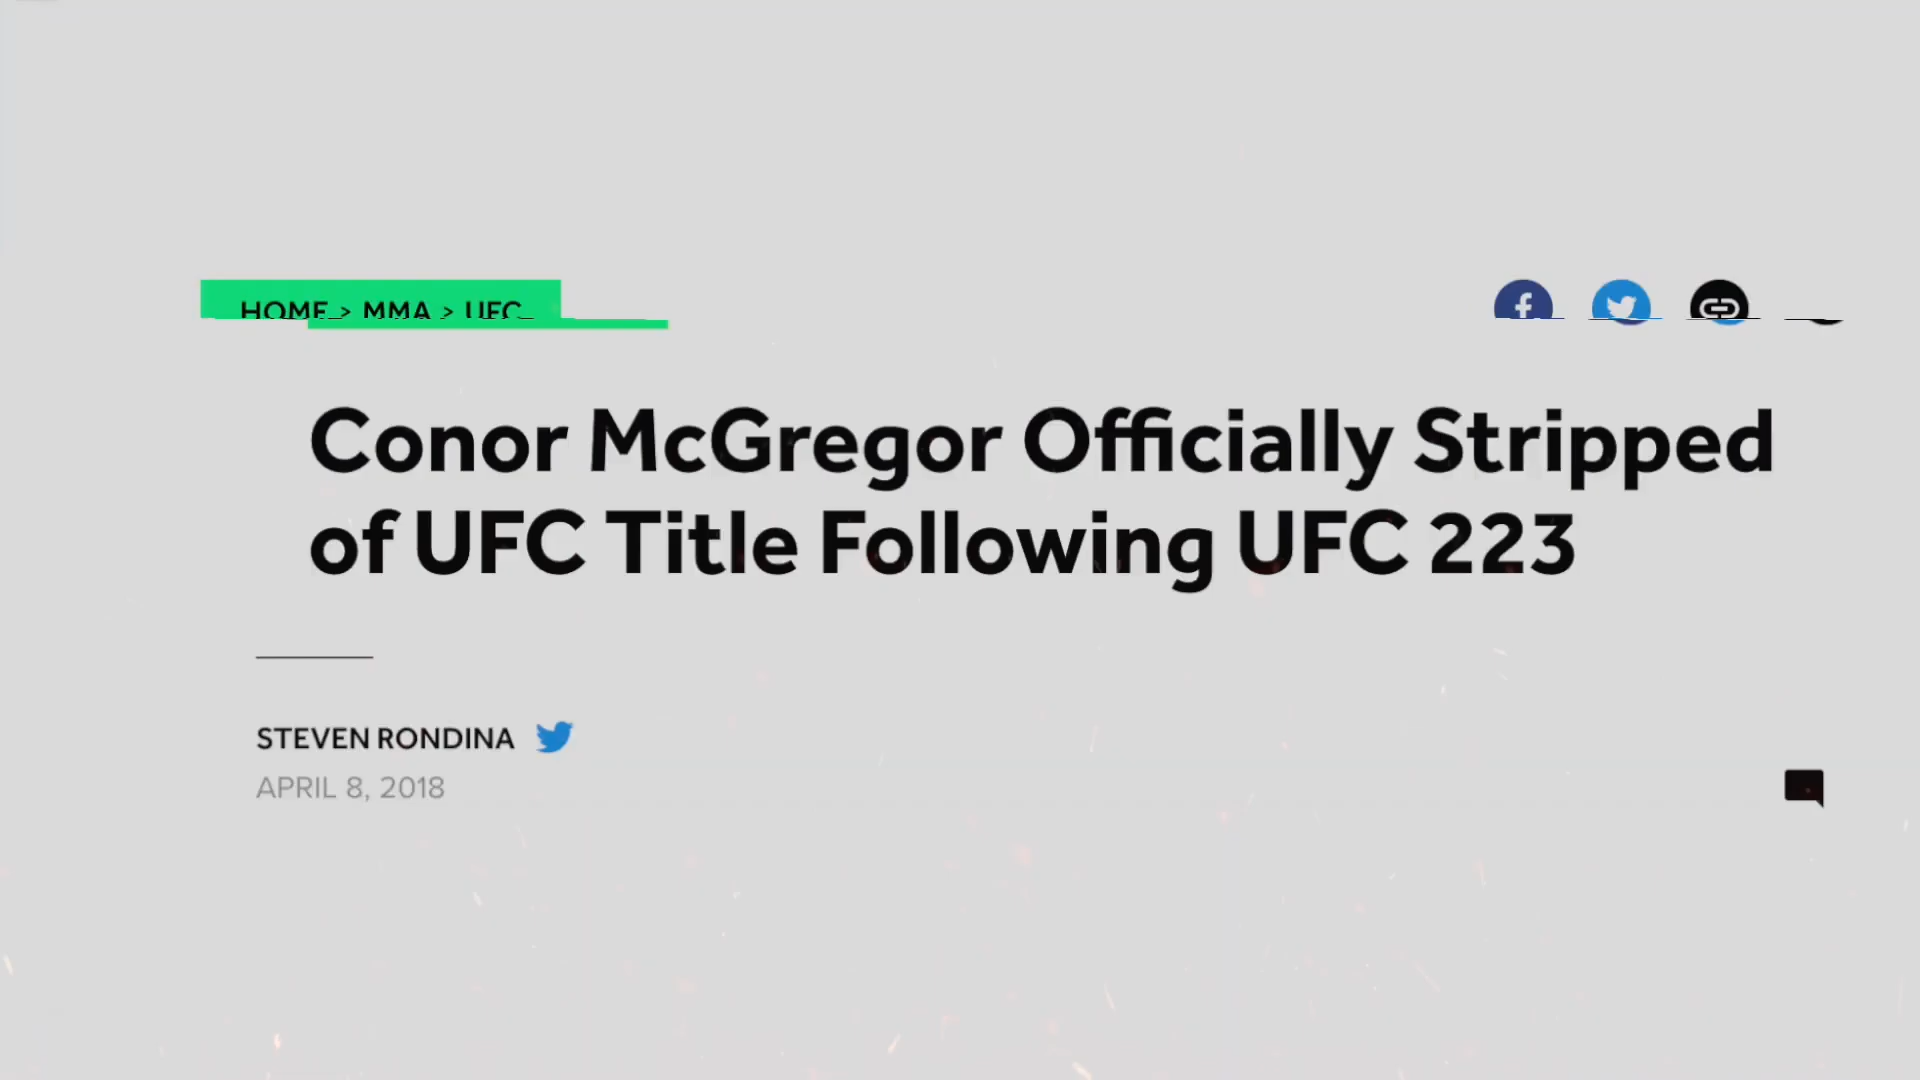 HOME > MMA > UFC
Conor McGregor Officially Stripped
of UFC Title Following UFC 223
STEVEN RONDINA
APRIL 8, 2018